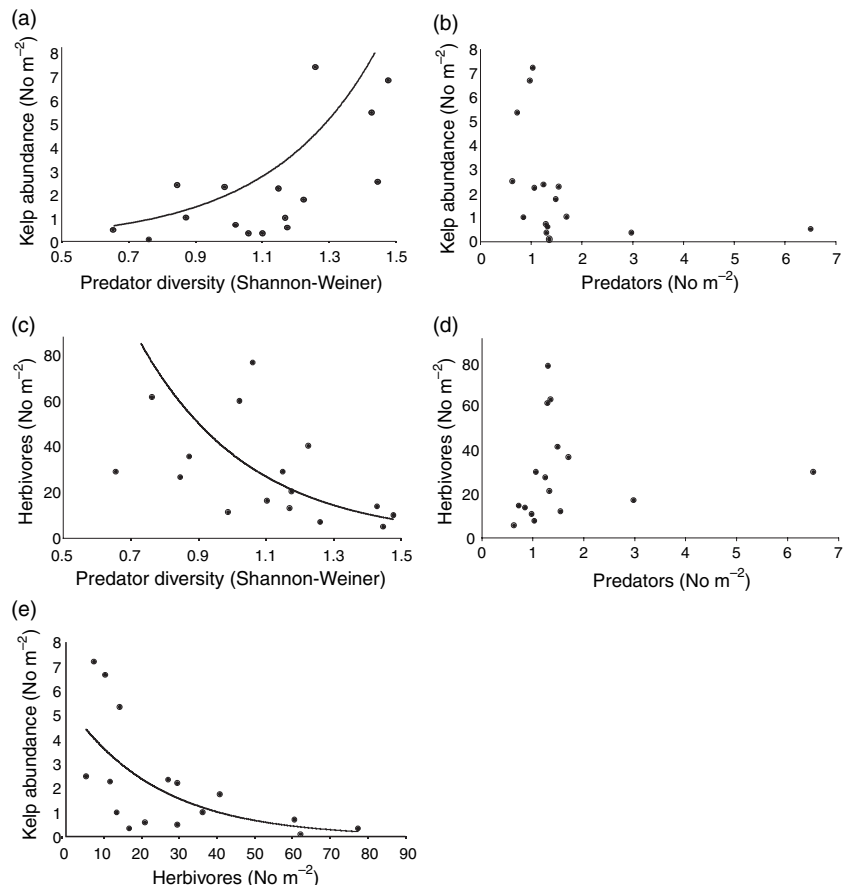 (a)
Kelp abundance (No m⁻²)
8
7
6
5
4
3
2
1
0
0.5 0.7 0.9 1.1 1.3 1.5
Predator diversity (Shannon-Weiner)
(b)
Kelp abundance (No m⁻²)
8
7
6
5
4
3
2
1
0
0 1 2 3 4 5 6 7
Predators (No m⁻²)
(c)
Herbivores (No m⁻²)
80
60
40
20
0
0.5 0.7 0.9 1.1 1.3 1.5
Predator diversity (Shannon-Weiner)
(d)
Herbivores (No m⁻²)
80
60
40
20
0
0 1 2 3 4 5 6 7
Predators (No m⁻²)
(e)
Kelp abundance (No m⁻²)
8
7
6
5
4
3
2
1
0
0 10 20 30 40 50 60 70 80 90
Herbivores (No m⁻²)